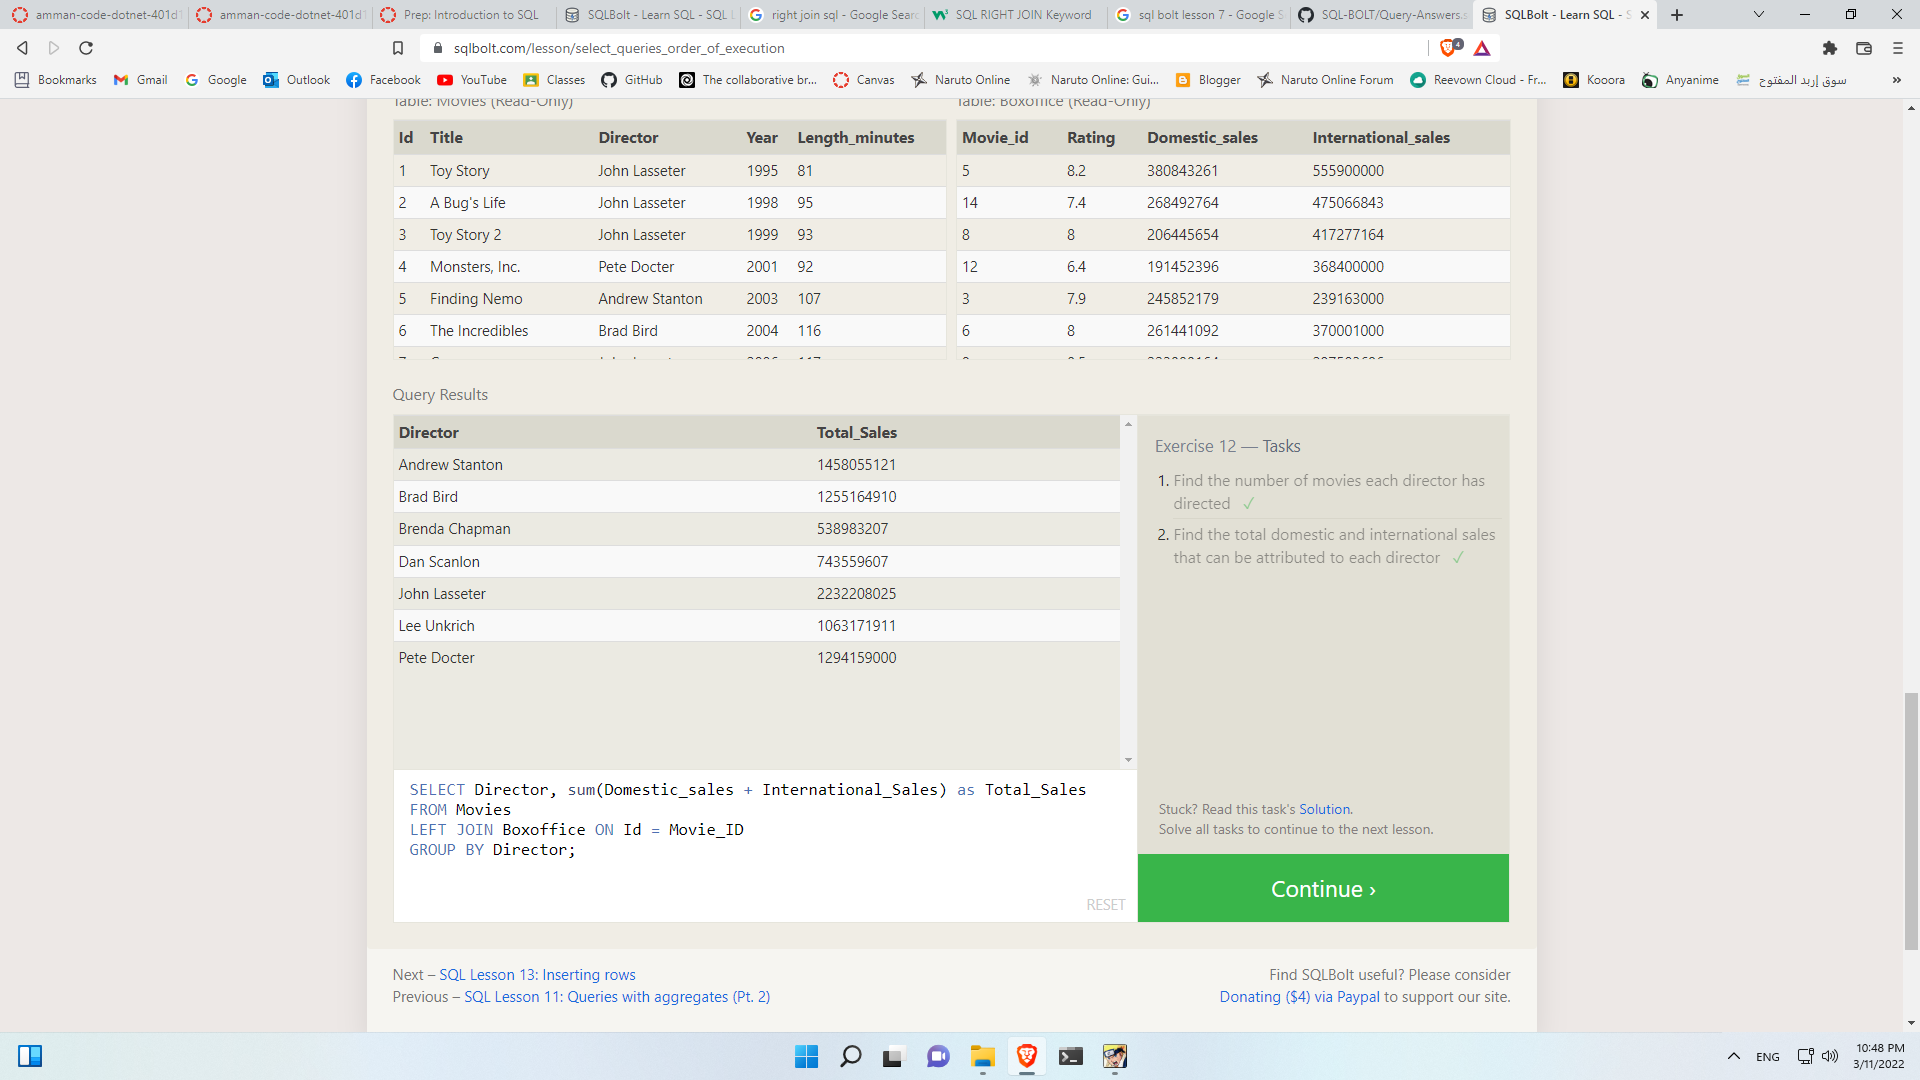 amman-code-dotnet-401d1
amman-code-dotnet-401d1
Prep: Introduction to SQL
SQLBolt - Learn SQL - SQL L
right join sql - Google Searc
SQL RIGHT JOIN Keyword
sql bolt lesson 7 - Google S
SQL-BOLT/Query-Answers.s
SQLBolt - Learn SQL - S
sqlbolt.com/lesson/select_queries_order_of_execution
4
Bookmarks
Gmail
Google
Outlook
Facebook
YouTube
Classes
GitHub
The collaborative br...
Canvas
Naruto Online
Naruto Online: Gui...
Blogger
Naruto Online Forum
Reevown Cloud - Fr...
Kooora
Anyanime
سوق إربد المفتوح
»
Table: Movies (Read-Only)
Table: Boxoffice (Read-Only)
Id Title Director Year Length_minutes
1 Toy Story John Lasseter 1995 81
2 A Bug's Life John Lasseter 1998 95
3 Toy Story 2 John Lasseter 1999 93
4 Monsters, Inc. Pete Docter 2001 92
5 Finding Nemo Andrew Stanton 2003 107
6 The Incredibles Brad Bird 2004 116
Movie_id Rating Domestic_sales International_sales
5 8.2 380843261 555900000
14 7.4 268492764 475066843
8 8 206445654 417277164
12 6.4 191452396 368400000
3 7.9 245852179 239163000
6 8 261441092 370001000
Query Results
Director Total_Sales
Andrew Stanton 1458055121
Brad Bird 1255164910
Brenda Chapman 538983207
Dan Scanlon 743559607
John Lasseter 2232208025
Lee Unkrich 1063171911
Pete Docter 1294159000
Exercise 12 — Tasks
1. Find the number of movies each director has
directed ✓
2. Find the total domestic and international sales
that can be attributed to each director ✓
SELECT Director, sum(Domestic_sales + International_Sales) as Total_Sales
FROM Movies
LEFT JOIN Boxoffice ON Id = Movie_ID
GROUP BY Director;
RESET
Stuck? Read this task's Solution.
Solve all tasks to continue to the next lesson.
Continue ›
Next – SQL Lesson 13: Inserting rows
Previous – SQL Lesson 11: Queries with aggregates (Pt. 2)
Find SQLBolt useful? Please consider
Donating ($4) via Paypal to support our site.
ENG
10:48 PM
3/11/2022